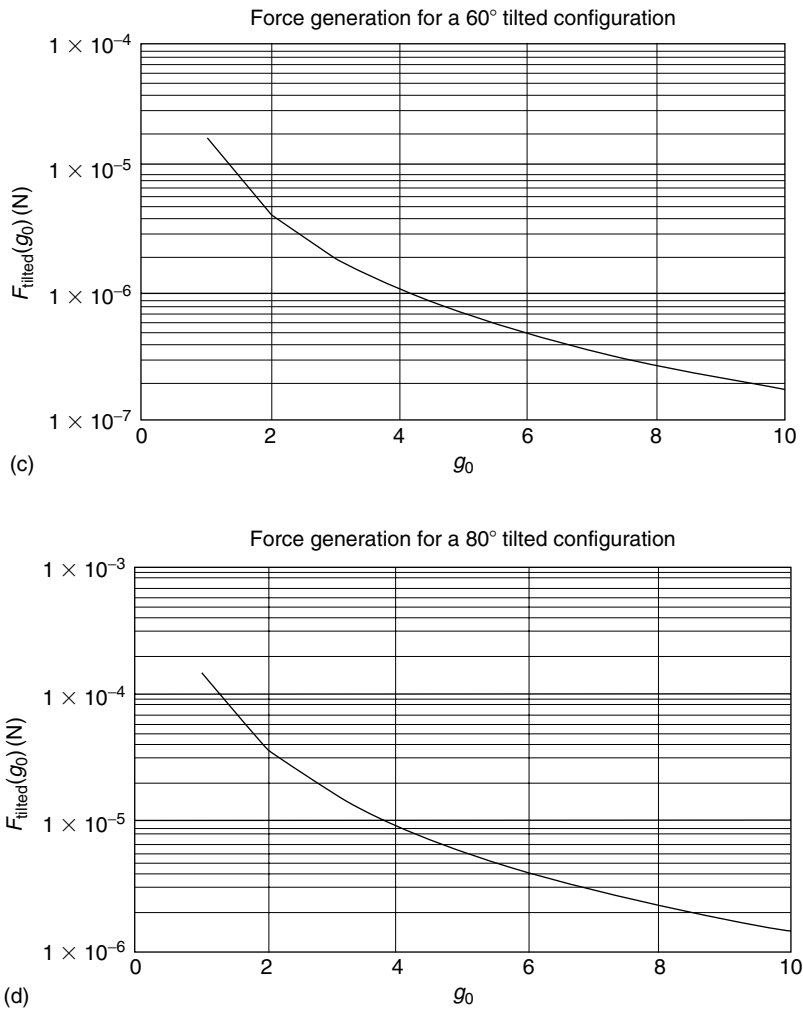 Force generation for a 60° tilted configuration
1 × 10⁻⁴
1 × 10⁻⁵
1 × 10⁻⁶
1 × 10⁻⁷
F_tilted(g₀) (N)
0 2 4 6 8 10
g₀
(c)
Force generation for a 80° tilted configuration
1 × 10⁻³
1 × 10⁻⁴
1 × 10⁻⁵
1 × 10⁻⁶
F_tilted(g₀) (N)
0 2 4 6 8 10
g₀
(d)